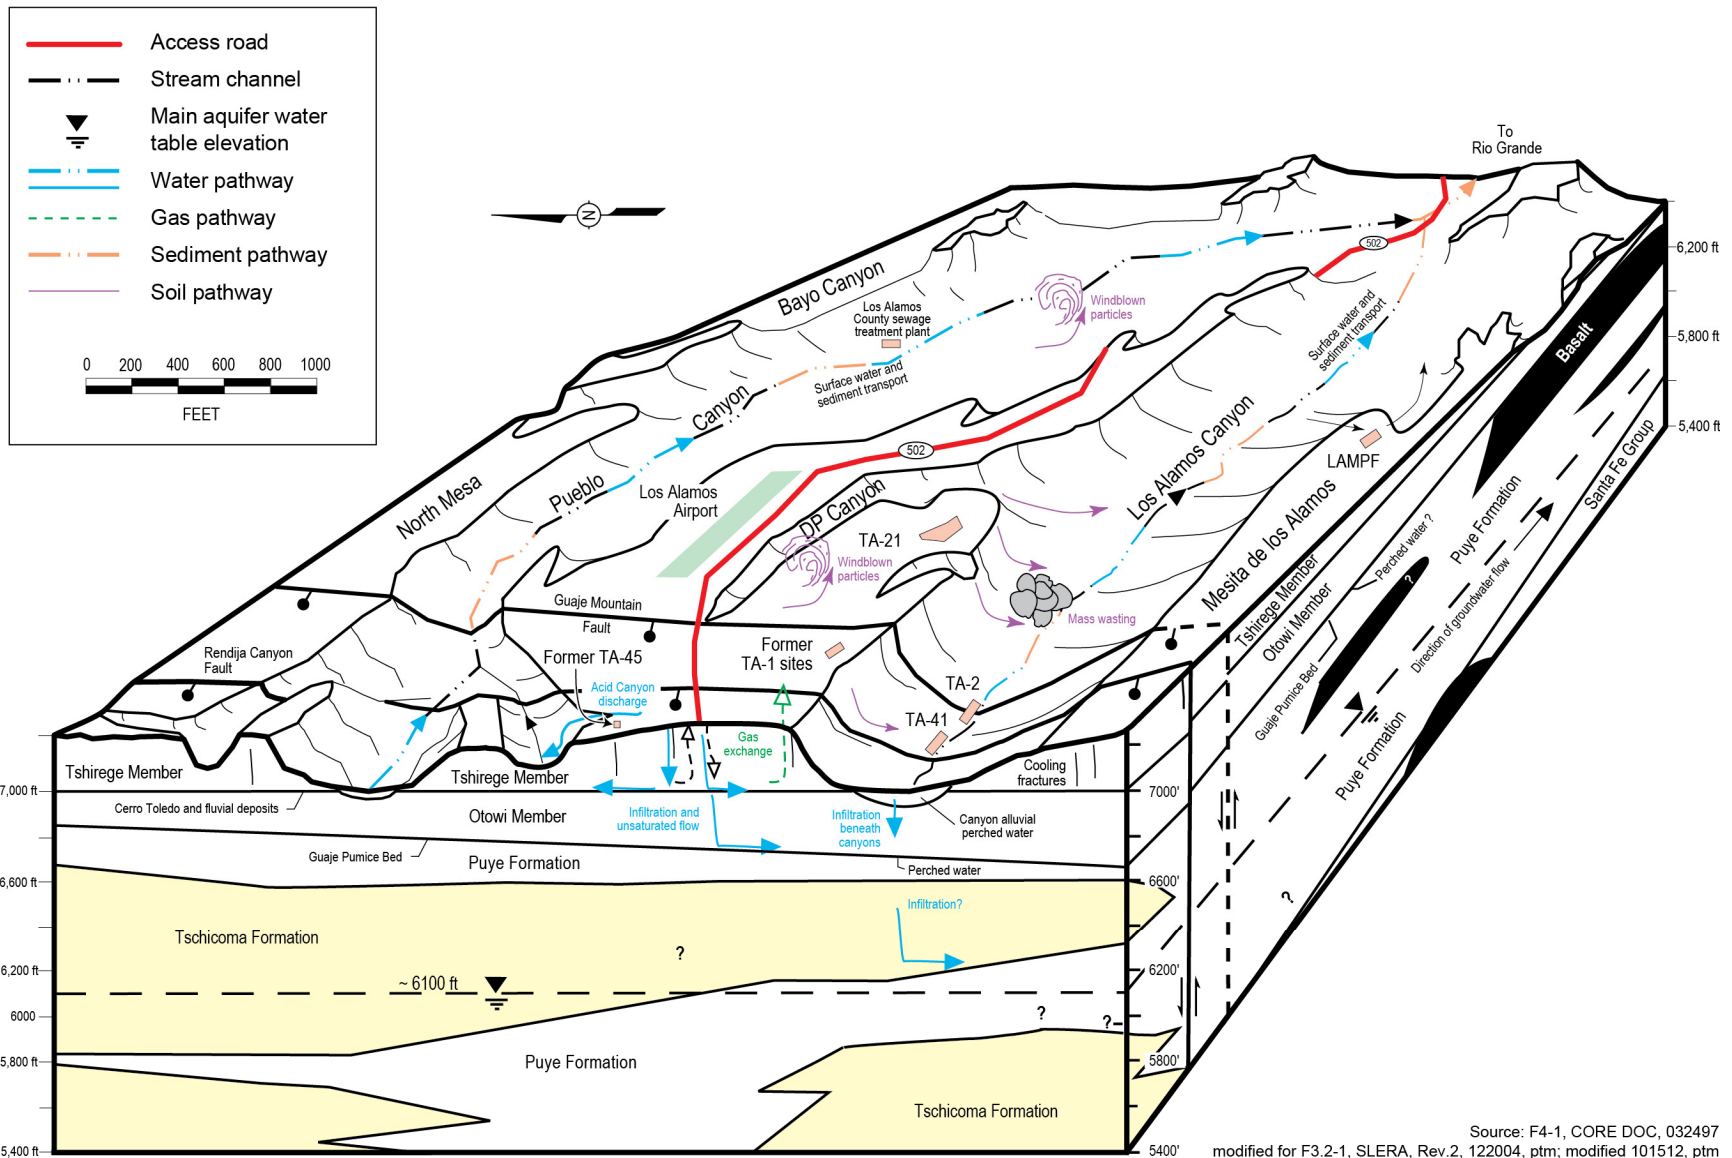 Access road
Stream channel
Main aquifer water
table elevation
Water pathway
Gas pathway
Sediment pathway
Soil pathway
0 200 400 600 800 1000
FEET
N
To
Rio Grande
502
6,200 ft
5,800 ft
5,400 ft
Bayo Canyon
Los Alamos
County sewage
treatment plant
Windblown
particles
Surface water and
sediment transport
Surface water and
sediment transport
Basalt
Pueblo Canyon
North Mesa
Los Alamos
Airport
502
DP Canyon
TA-21
Windblown
particles
Los Alamos Canyon
LAMPF
Mesita de los Alamos
Mass wasting
Santa Fe Group
Puye Formation
Perched water ?
?
Direction of groundwater flow
Tshirege Member
Otowi Member
Guaje Pumice Bed
Puye Formation
?
Guaje Mountain
Fault
Rendija Canyon
Fault
Former TA-45
Former
TA-1 sites
Acid Canyon
discharge
TA-2
TA-41
Gas
exchange
Cooling
fractures
Tshirege Member
Tshirege Member
7,000 ft
7000'
Cerro Toledo and fluvial deposits
Otowi Member
Infiltration and
unsaturated flow
Infiltration
beneath
canyons
Canyon alluvial
perched water
Guaje Pumice Bed
Puye Formation
Perched water
6,600 ft
6600'
Infiltration?
Tschicoma Formation
?
6,200 ft
6200'
~ 6100 ft
6000
?
?
5,800 ft
5800'
Puye Formation
Tschicoma Formation
5,400 ft
5400'
Source: F4-1, CORE DOC, 032497
modified for F3.2-1, SLERA, Rev.2, 122004, ptm; modified 101512, ptm